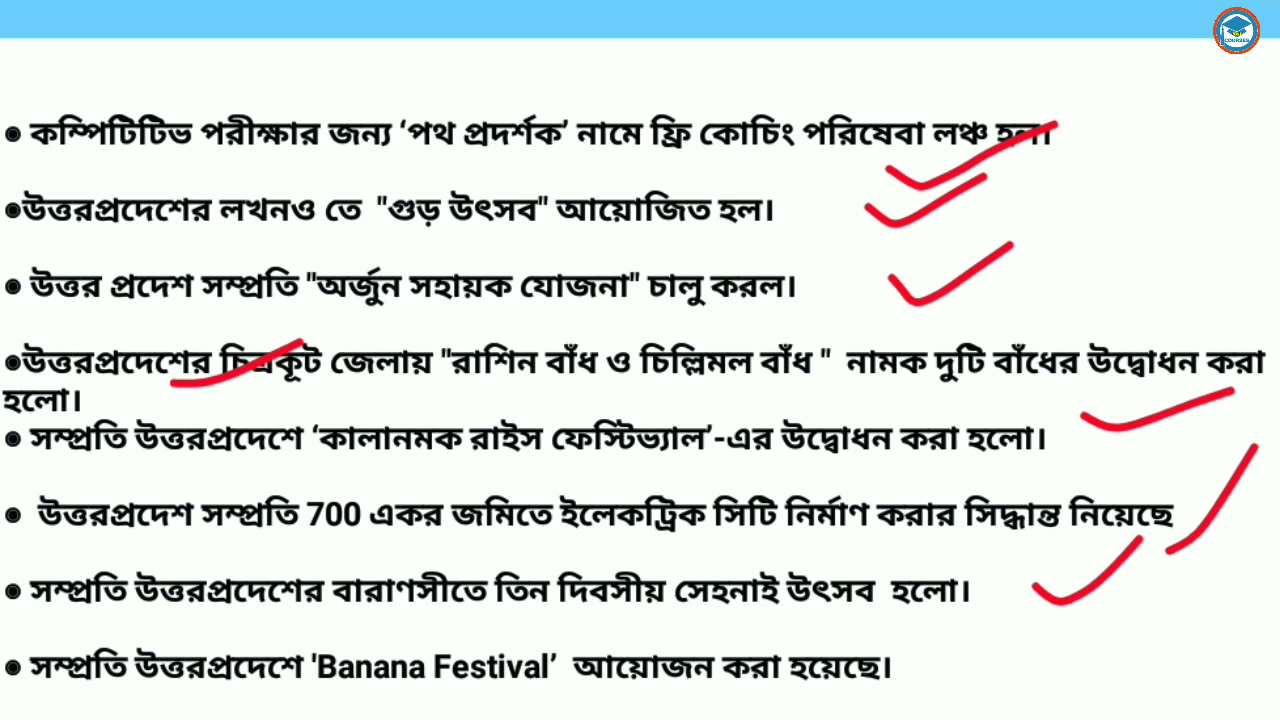 COURSES
◉ কম্পিটিটিভ পরীক্ষার জন্য ‘পথ প্রদর্শক’ নামে ফ্রি কোচিং পরিষেবা লঞ্চ হল।
◉উত্তরপ্রদেশের লখনও তে "গুড় উৎসব" আয়োজিত হল।
◉ উত্তর প্রদেশ সম্প্রতি "অর্জুন সহায়ক যোজনা" চালু করল।
◉উত্তরপ্রদেশের চিত্রকূট জেলায় "রাশিন বাঁধ ও চিল্লিমল বাঁধ " নামক দুটি বাঁধের উদ্বোধন করা
হলো।
◉ সম্প্রতি উত্তরপ্রদেশে ‘কালানমক রাইস ফেস্টিভ্যাল’-এর উদ্বোধন করা হলো।
◉ উত্তরপ্রদেশ সম্প্রতি 700 একর জমিতে ইলেকট্রিক সিটি নির্মাণ করার সিদ্ধান্ত নিয়েছে
◉ সম্প্রতি উত্তরপ্রদেশের বারাণসীতে তিন দিবসীয় সেহনাই উৎসব হলো।
◉ সম্প্রতি উত্তরপ্রদেশে 'Banana Festival’ আয়োজন করা হয়েছে।